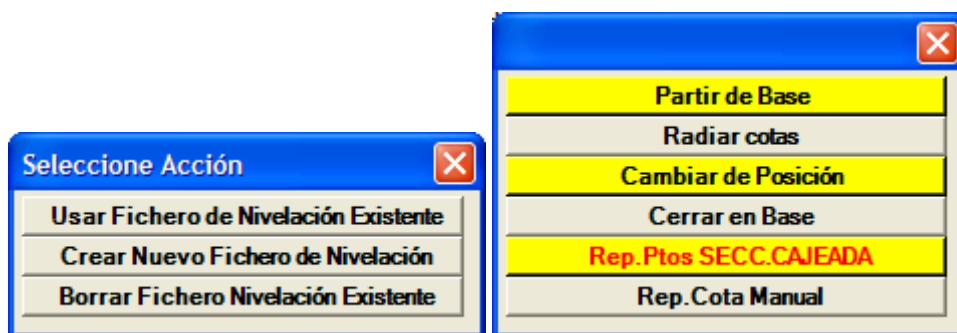 Seleccione Acción
Usar Fichero de Nivelación Existente
Crear Nuevo Fichero de Nivelación
Borrar Fichero Nivelación Existente
Partir de Base
Radiar cotas
Cambiar de Posición
Cerrar en Base
Rep.Ptos SECC.CAJEADA
Rep.Cota Manual